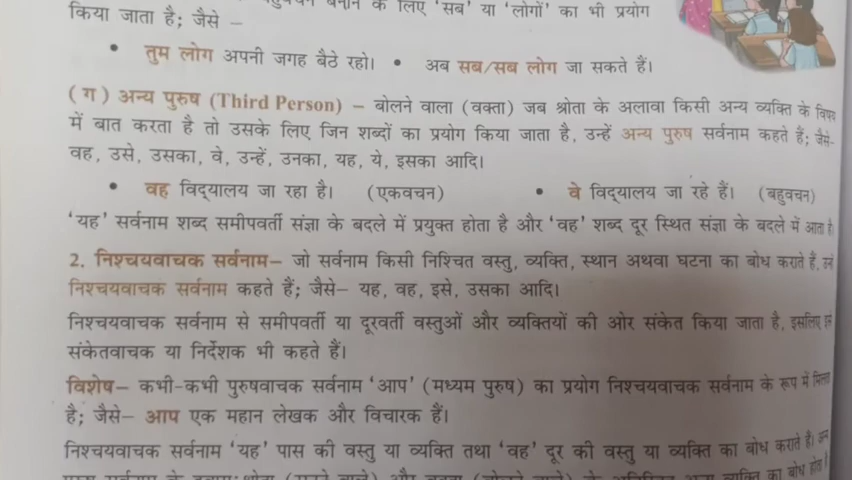 बनाने के लिए 'सब' या 'लोगों' का भी प्रयोग
किया जाता है; जैसे –
• तुम लोग अपनी जगह बैठे रहो। • अब सब/सब लोग जा सकते हैं।
(ग) अन्य पुरुष (Third Person) – बोलने वाला (वक्ता) जब श्रोता के अलावा किसी अन्य व्यक्ति के विषय
में बात करता है तो उसके लिए जिन शब्दों का प्रयोग किया जाता है, उन्हें अन्य पुरुष सर्वनाम कहते हैं; जैसे-
वह, उसे, उसका, वे, उन्हें, उनका, यह, ये, इसका आदि।
• वह विद्यालय जा रहा है। (एकवचन) • वे विद्यालय जा रहे हैं। (बहुवचन)
'यह' सर्वनाम शब्द समीपवर्ती संज्ञा के बदले में प्रयुक्त होता है और 'वह' शब्द दूर स्थित संज्ञा के बदले में आता है।
2. निश्चयवाचक सर्वनाम– जो सर्वनाम किसी निश्चित वस्तु, व्यक्ति, स्थान अथवा घटना का बोध कराते हैं,
निश्चयवाचक सर्वनाम कहते हैं; जैसे– यह, वह, इसे, उसका आदि।
निश्चयवाचक सर्वनाम से समीपवर्ती या दूरवर्ती वस्तुओं और व्यक्तियों की ओर संकेत किया जाता है, इसलिए
संकेतवाचक या निर्देशक भी कहते हैं।
विशेष– कभी-कभी पुरुषवाचक सर्वनाम 'आप' (मध्यम पुरुष) का प्रयोग निश्चयवाचक सर्वनाम के रूप में मिलता
है; जैसे– आप एक महान लेखक और विचारक हैं।
निश्चयवाचक सर्वनाम 'यह' पास की वस्तु या व्यक्ति तथा 'वह' दूर की वस्तु या व्यक्ति का बोध कराते हैं।
व्यक्ति का बोध